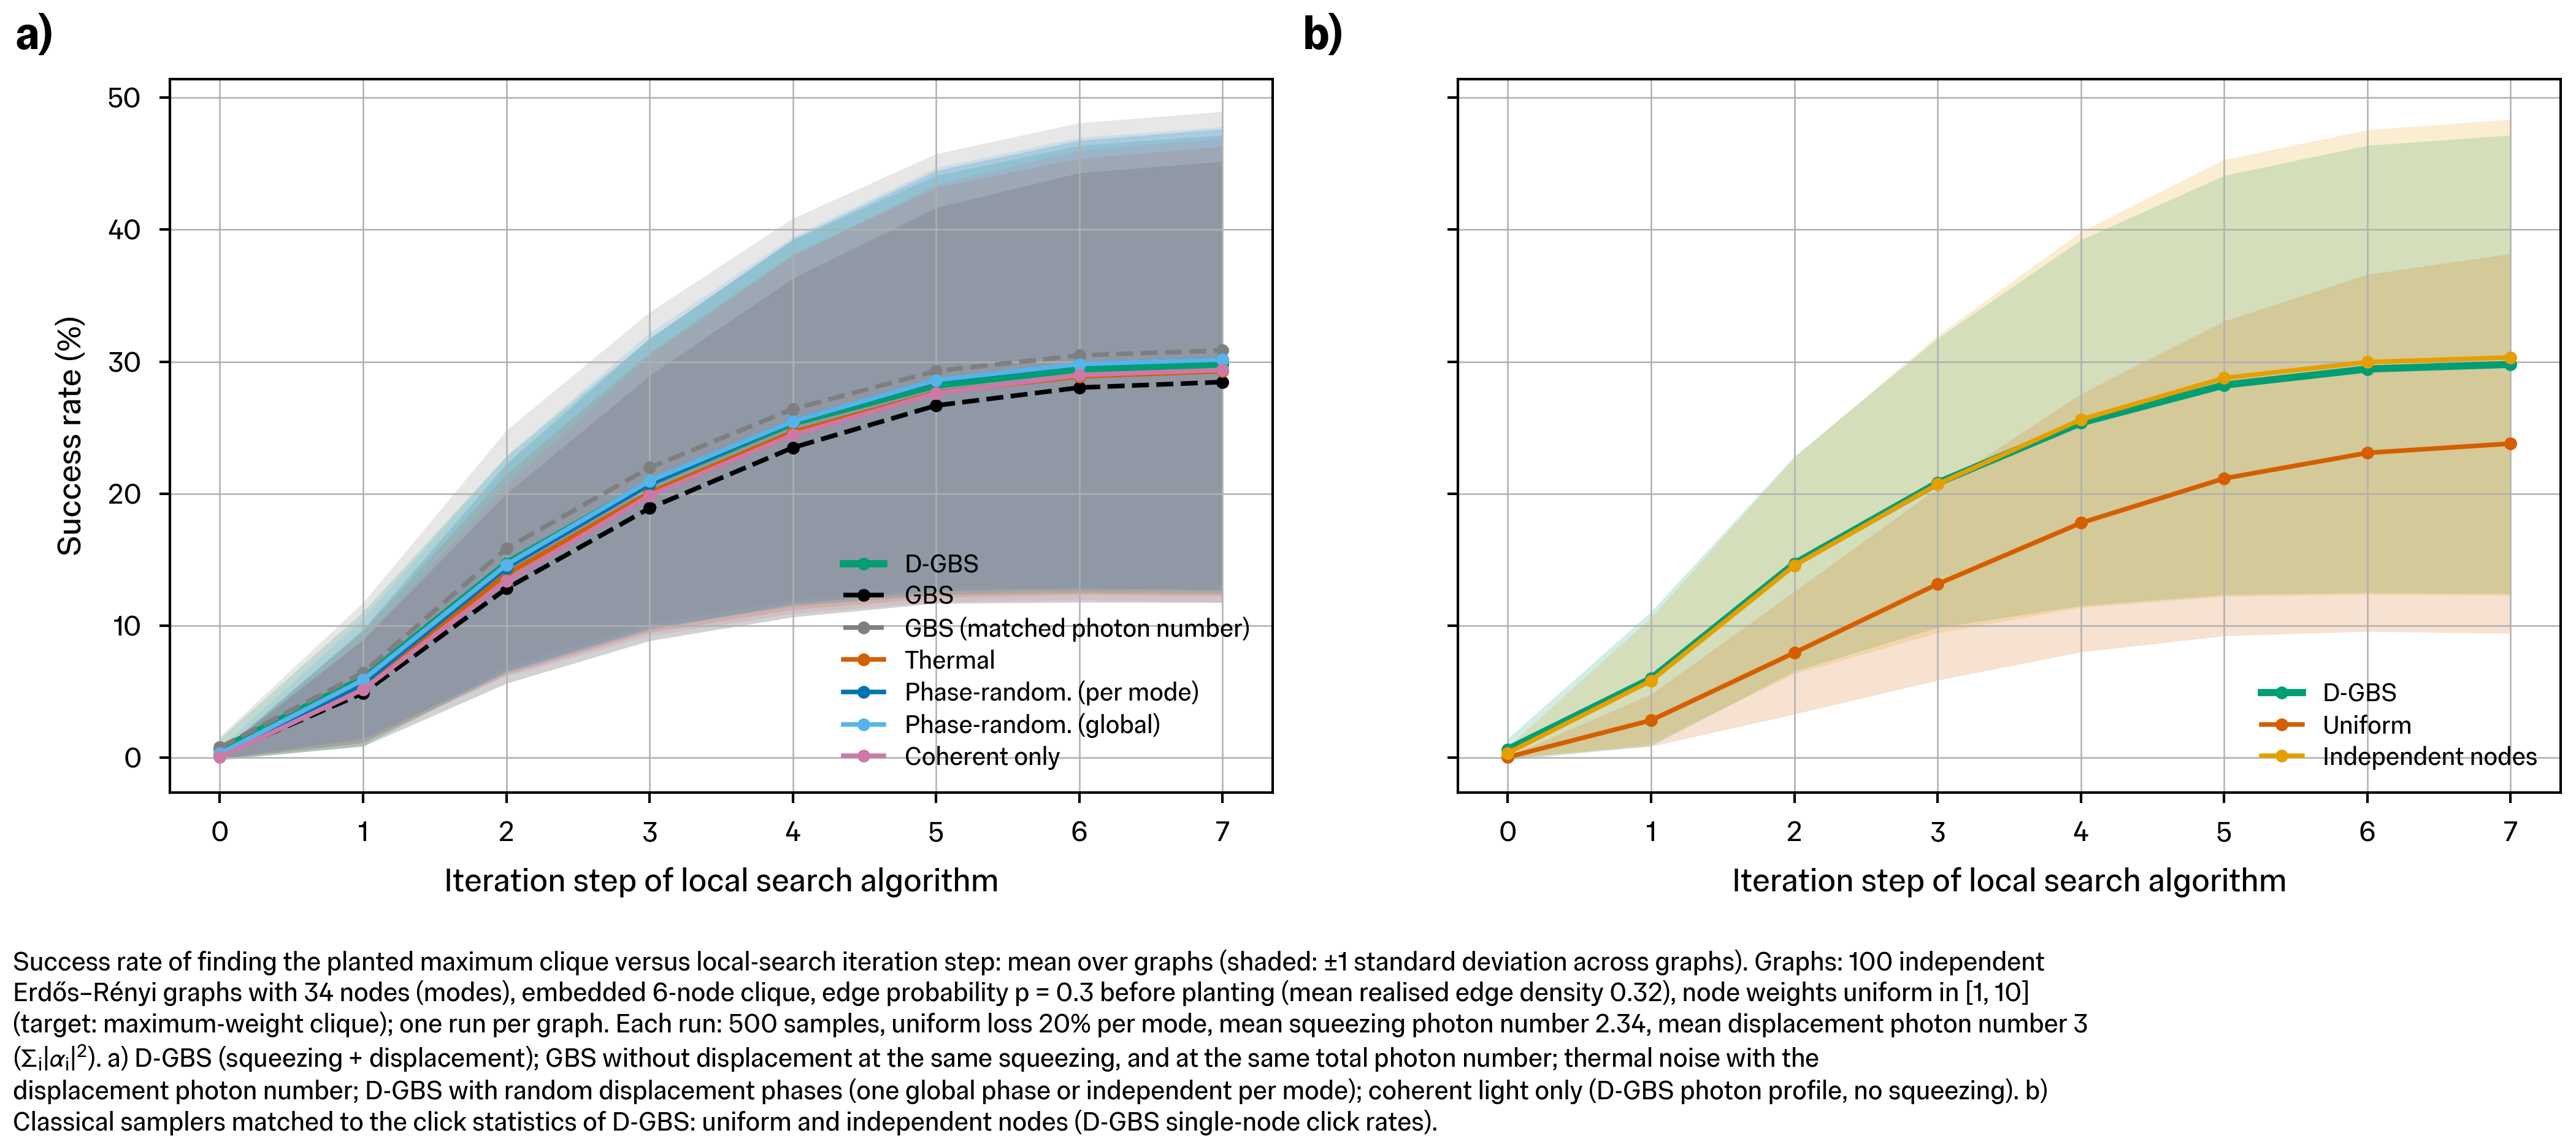 a)
b)
Success rate (%)
50
40
30
20
10
0
D-GBS
GBS
GBS (matched photon number)
Thermal
Phase-random. (per mode)
Phase-random. (global)
Coherent only
0 1 2 3 4 5 6 7
Iteration step of local search algorithm
D-GBS
Uniform
Independent nodes
0 1 2 3 4 5 6 7
Iteration step of local search algorithm
Success rate of finding the planted maximum clique versus local-search iteration step: mean over graphs (shaded: ±1 standard deviation across graphs). Graphs: 100 independent
Erdős–Rényi graphs with 34 nodes (modes), embedded 6-node clique, edge probability p = 0.3 before planting (mean realised edge density 0.32), node weights uniform in [1, 10]
(target: maximum-weight clique); one run per graph. Each run: 500 samples, uniform loss 20% per mode, mean squeezing photon number 2.34, mean displacement photon number 3
(Σᵢ|αᵢ|²). a) D-GBS (squeezing + displacement); GBS without displacement at the same squeezing, and at the same total photon number; thermal noise with the
displacement photon number; D-GBS with random displacement phases (one global phase or independent per mode); coherent light only (D-GBS photon profile, no squeezing). b)
Classical samplers matched to the click statistics of D-GBS: uniform and independent nodes (D-GBS single-node click rates).